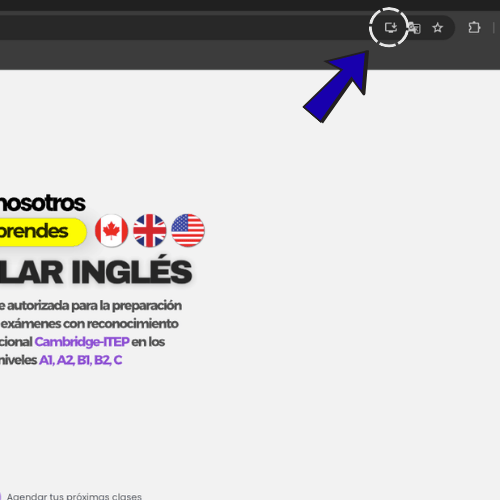 nosotros
prendes
LAR INGLÉS
e autorizada para la preparación
exámenes con reconocimiento
cional Cambridge-ITEP en los
niveles A1, A2, B1, B2, C
Agendar tus próximas clases